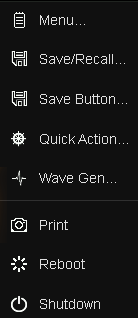 Menu...
Save/Recall...
Save Button...
Quick Action...
Wave Gen...
Print
Reboot
Shutdown